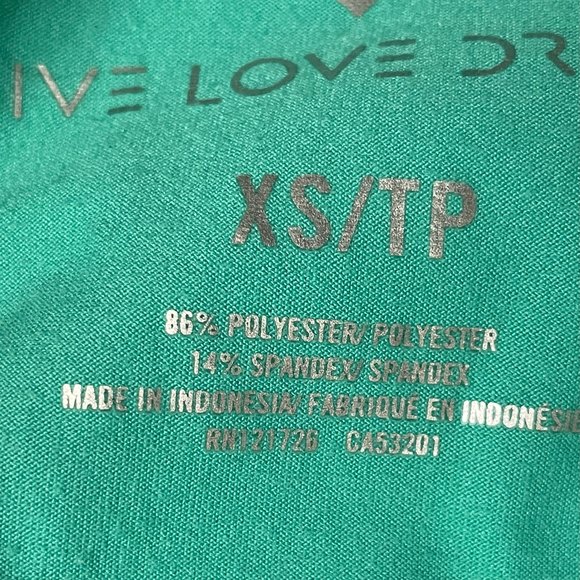 IVE LOVE DR
XS/TP
86% POLYESTER/ POLYESTER
14% SPANDEX/ SPANDEX
MADE IN INDONESIA/ FABRIQUÉ EN INDONÉSIE
RN121726 CA53201